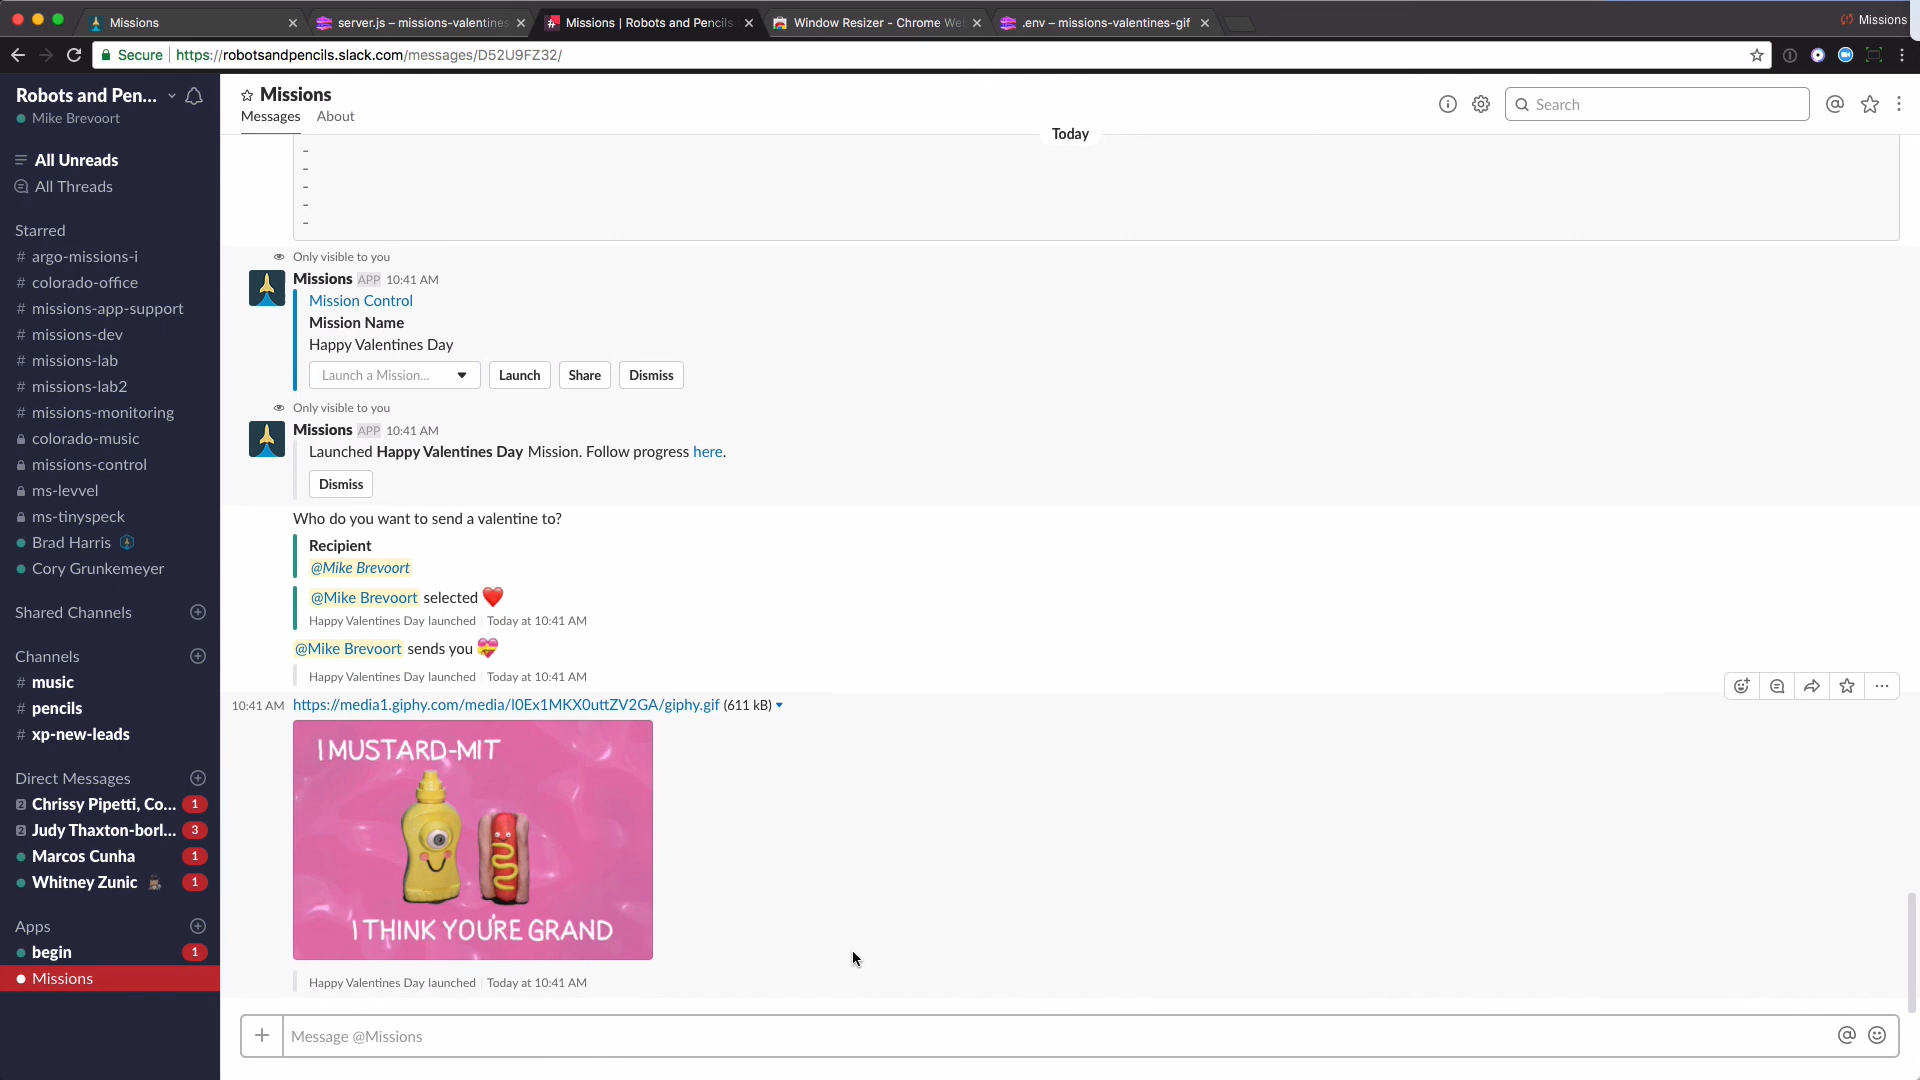 Missions
server.js – missions-valentines
Missions | Robots and Pencils
Window Resizer - Chrome We
.env – missions-valentines-gif
Missions
Secure
https://robotsandpencils.slack.com/messages/D52U9FZ32/
Robots and Pen...
Mike Brevoort
All Unreads
All Threads
Starred
# argo-missions-i
# colorado-office
# missions-app-support
# missions-dev
# missions-lab
# missions-lab2
# missions-monitoring
colorado-music
missions-control
ms-levvel
ms-tinyspeck
Brad Harris
Cory Grunkemeyer
Shared Channels
Channels
# music
# pencils
# xp-new-leads
Direct Messages
2 Chrissy Pipetti, Co... 1
2 Judy Thaxton-borl... 3
Marcos Cunha 1
Whitney Zunic 1
Apps
begin 1
Missions
Missions
Messages About
Search
Today
-
-
-
-
-
Only visible to you
Missions APP 10:41 AM
Mission Control
Mission Name
Happy Valentines Day
Launch a Mission... Launch Share Dismiss
Only visible to you
Missions APP 10:41 AM
Launched Happy Valentines Day Mission. Follow progress here.
Dismiss
Who do you want to send a valentine to?
Recipient
@Mike Brevoort
@Mike Brevoort selected ❤️
Happy Valentines Day launched | Today at 10:41 AM
@Mike Brevoort sends you 💝
Happy Valentines Day launched | Today at 10:41 AM
10:41 AM https://media1.giphy.com/media/l0Ex1MKX0uttZV2GA/giphy.gif (611 kB)
I MUSTARD-MIT
I THINK YOU'RE GRAND
Happy Valentines Day launched | Today at 10:41 AM
Message @Missions